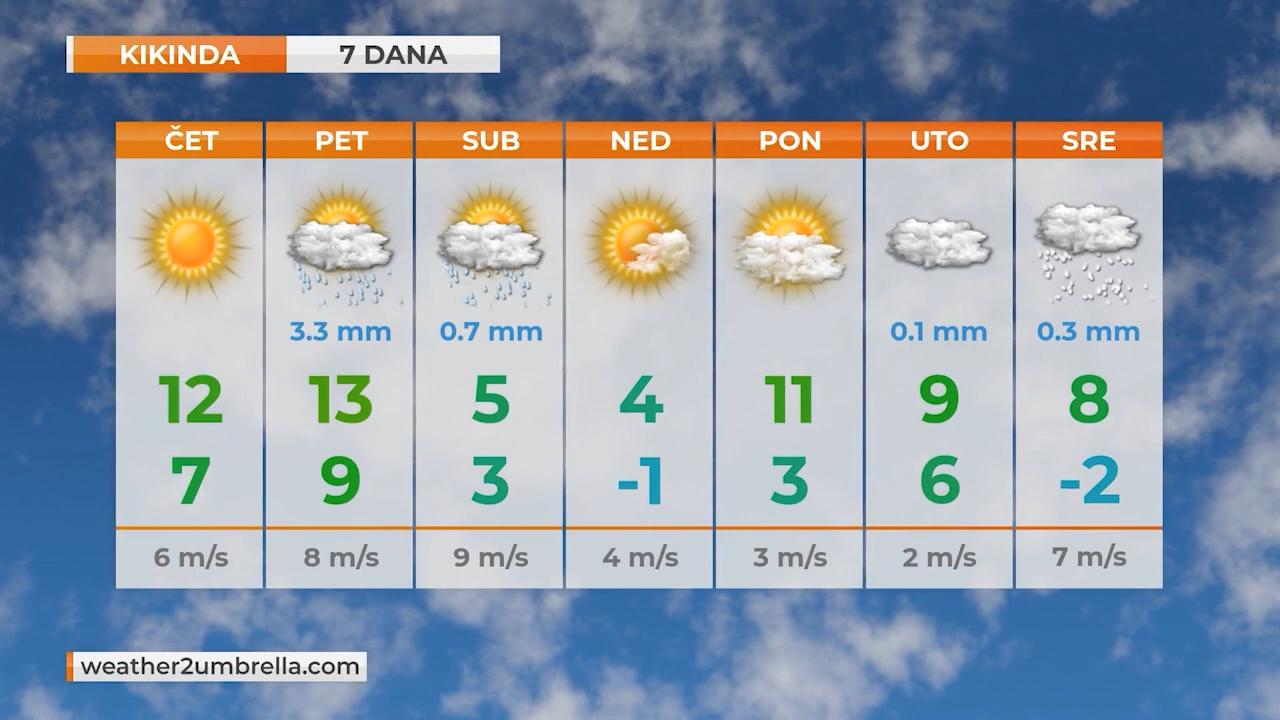 KIKINDA 7 DANA
ČET PET SUB NED PON UTO SRE
3.3 mm 0.7 mm 0.1 mm 0.3 mm
12 13 5 4 11 9 8
7 9 3 -1 3 6 -2
6 m/s 8 m/s 9 m/s 4 m/s 3 m/s 2 m/s 7 m/s
weather2umbrella.com